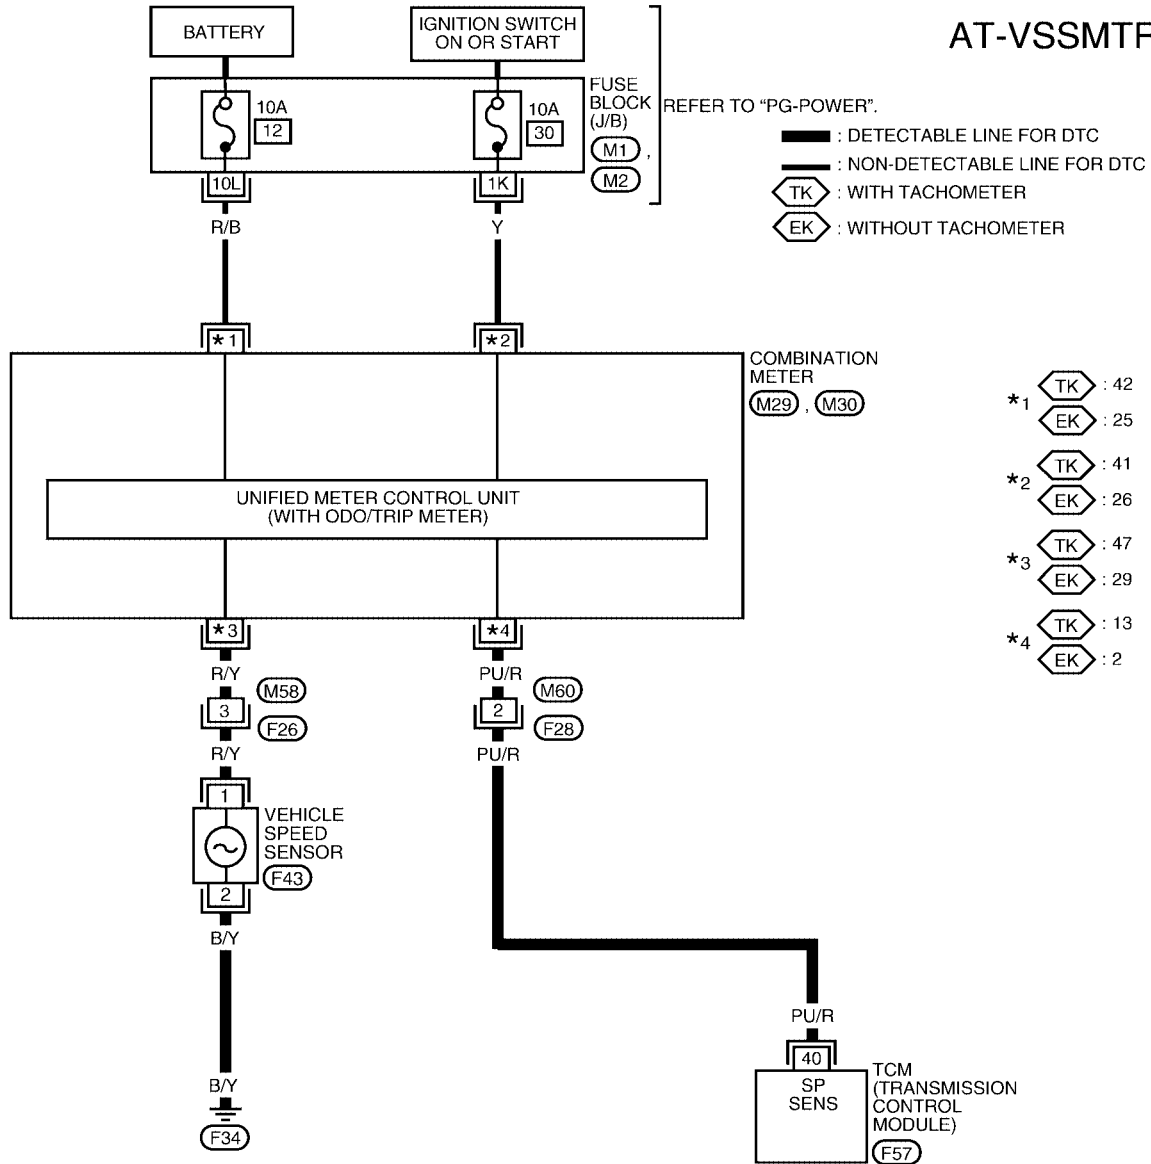 BATTERY
IGNITION SWITCH
ON OR START
AT-VSSMTF
FUSE
BLOCK
(J/B)
M1 ,
M2
REFER TO "PG-POWER".
10A
12
10A
30
: DETECTABLE LINE FOR DTC
: NON-DETECTABLE LINE FOR DTC
TK : WITH TACHOMETER
EK : WITHOUT TACHOMETER
10L
1K
R/B
Y
*1
*2
COMBINATION
METER
M29 , M30
*1 TK : 42
EK : 25
*2 TK : 41
EK : 26
*3 TK : 47
EK : 29
*4 TK : 13
EK : 2
UNIFIED METER CONTROL UNIT
(WITH ODO/TRIP METER)
*3
*4
R/Y
PU/R
M58
M60
3
2
F26
F28
R/Y
PU/R
1
VEHICLE
SPEED
SENSOR
F43
2
B/Y
B/Y
F34
PU/R
40
SP
SENS
TCM
(TRANSMISSION
CONTROL
MODULE)
F57